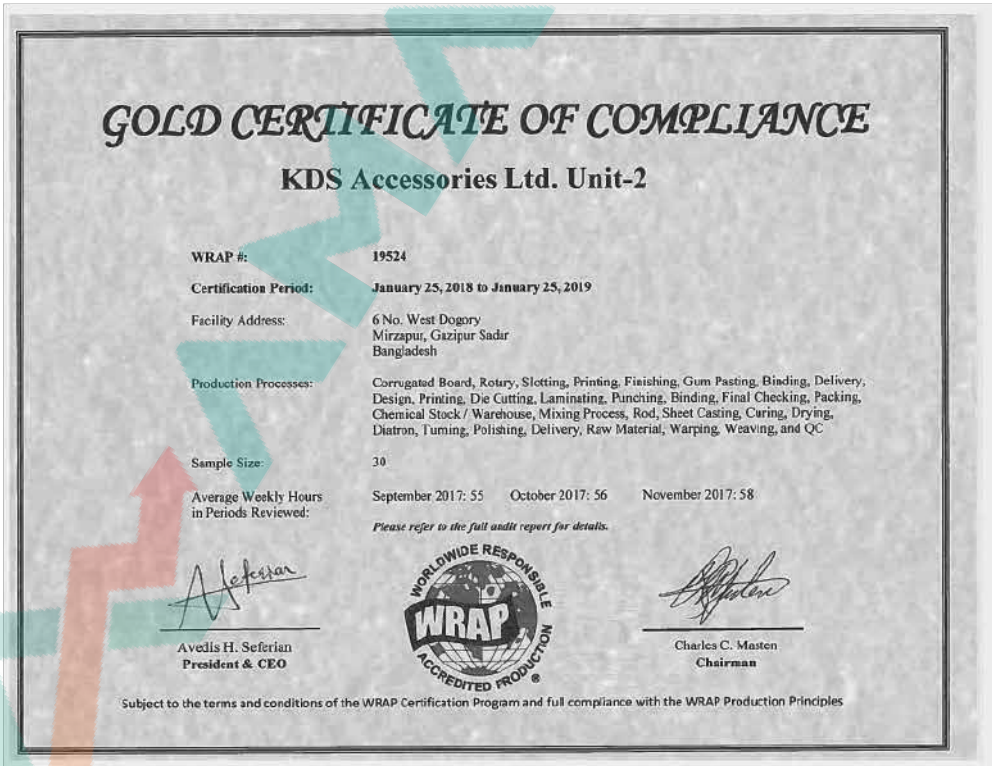 GOLD CERTIFICATE OF COMPLIANCE
KDS Accessories Ltd. Unit-2
WRAP #: 19524
Certification Period: January 25, 2018 to January 25, 2019
Facility Address: 6 No. West Dogory
Mirzapur, Gazipur Sadar
Bangladesh
Production Processes: Corrugated Board, Rotary, Slotting, Printing, Finishing, Gum Pasting, Binding, Delivery,
Design, Printing, Die Cutting, Laminating, Punching, Binding, Final Checking, Packing,
Chemical Stock / Warehouse, Mixing Process, Rod, Sheet Casting, Curing, Drying,
Diatron, Turning, Polishing, Delivery, Raw Material, Warping, Weaving, and QC
Sample Size: 30
Average Weekly Hours
in Periods Reviewed:
September 2017: 55 October 2017: 56 November 2017: 58
Please refer to the full audit report for details.
WORLDWIDE RESPONSIBLE
WRAP
ACCREDITED PRODUCTION ®
Avedis H. Seferian
President & CEO
Charles C. Masten
Chairman
Subject to the terms and conditions of the WRAP Certification Program and full compliance with the WRAP Production Principles